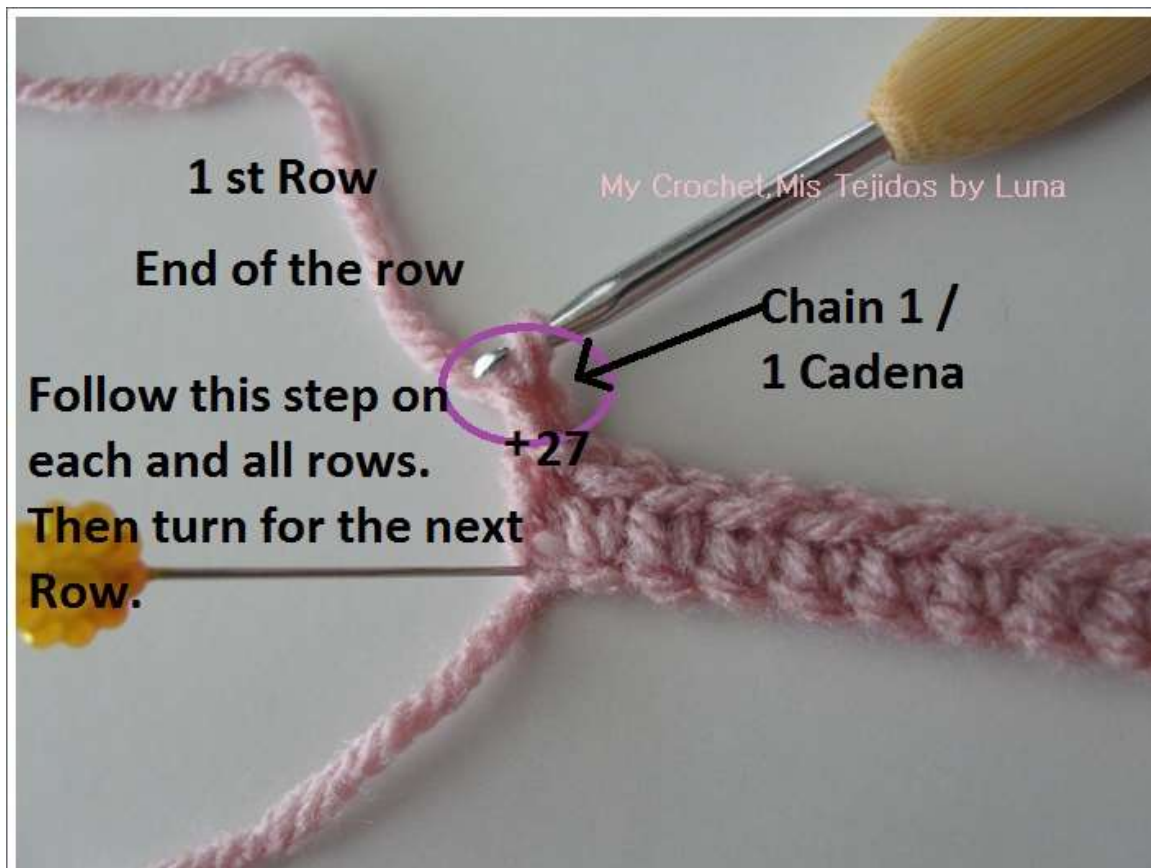 1 st Row
My Crochet,Mis Tejidos by Luna
End of the row
Chain 1 /
1 Cadena
Follow this step on
each and all rows.
Then turn for the next
Row.
+27